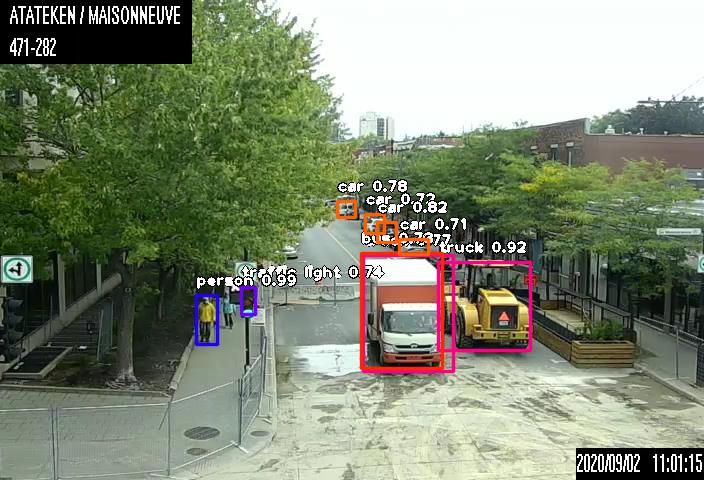 ATATEKEN / MAISONNEUVE
471-282
car 0.78
car 0.72
car 0.82
car 0.71
truck 0.92
traffic light 0.74
person 0.99
2020/09/02 11:01:15